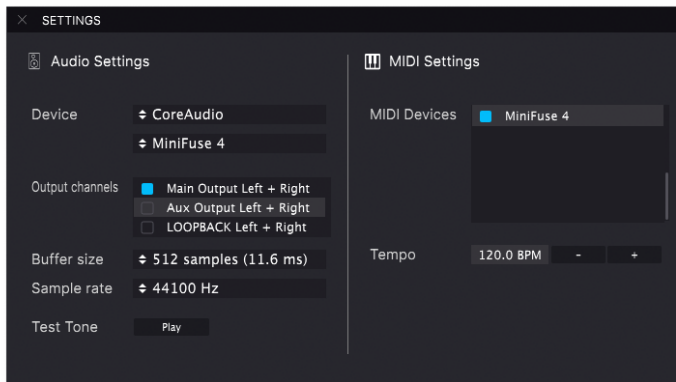 × SETTINGS
Audio Settings
Device
CoreAudio
MiniFuse 4
Output channels
Main Output Left + Right
Aux Output Left + Right
LOOPBACK Left + Right
Buffer size
512 samples (11.6 ms)
Sample rate
44100 Hz
Test Tone
Play
MIDI Settings
MIDI Devices
MiniFuse 4
Tempo
120.0 BPM
-
+